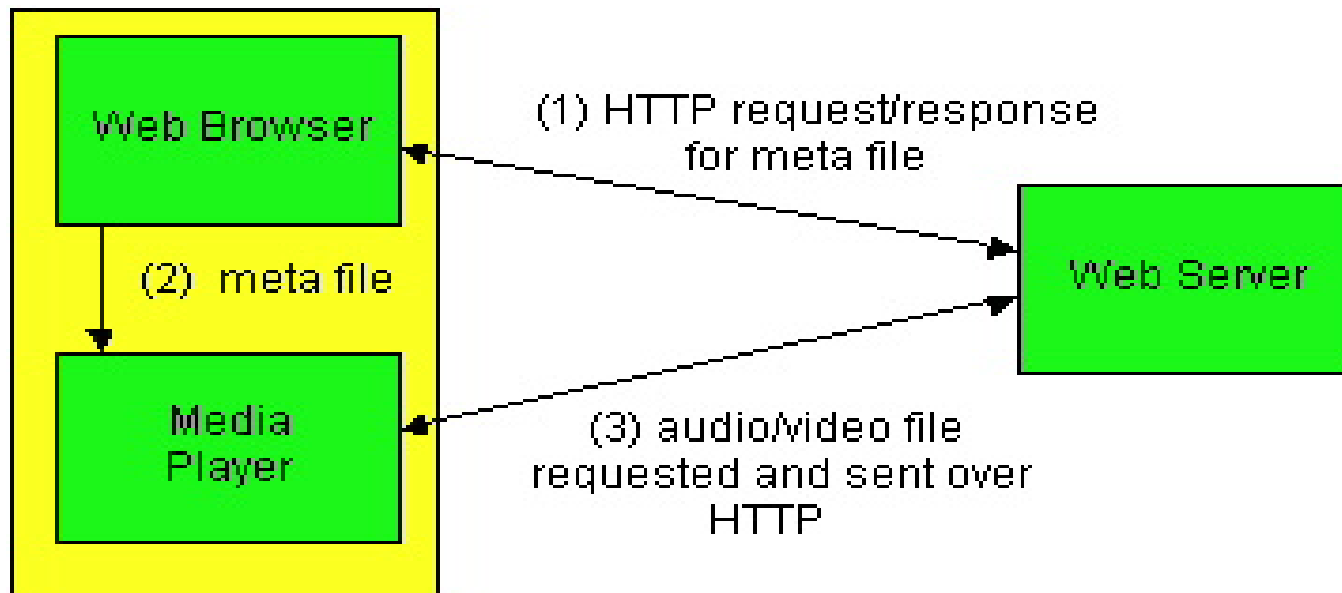 Web Browser
(1) HTTP request/response
for meta file
Web Server
(2) meta file
Media
Player
(3) audio/video file
requested and sent over
HTTP